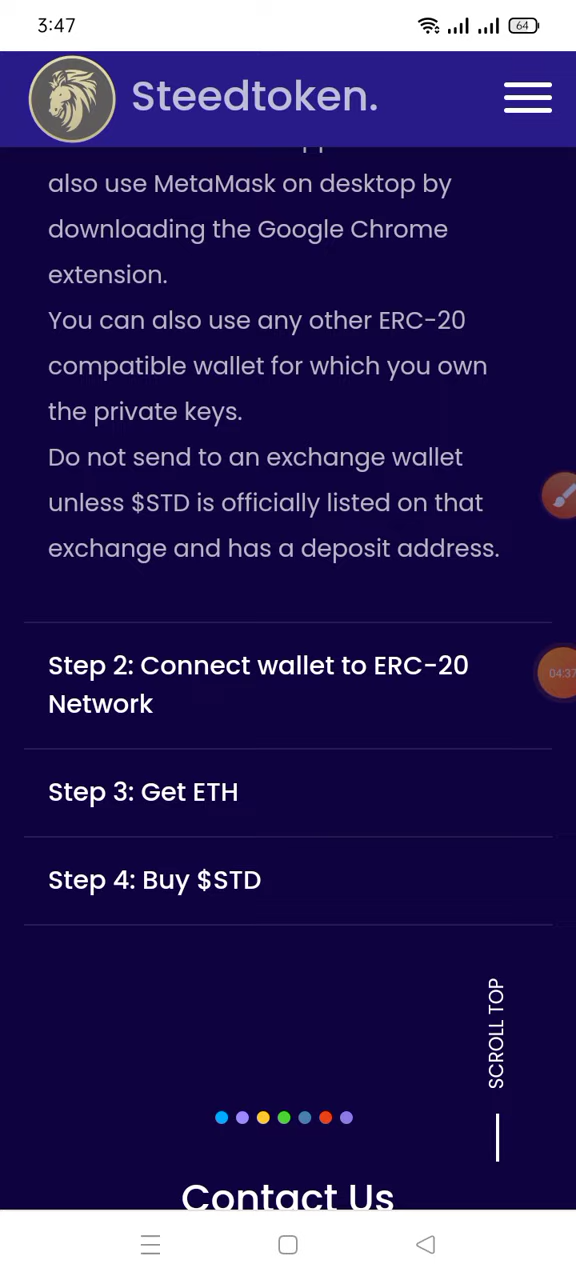 3:47
64
Steedtoken.
also use MetaMask on desktop by
downloading the Google Chrome
extension.
You can also use any other ERC-20
compatible wallet for which you own
the private keys.
Do not send to an exchange wallet
unless $STD is officially listed on that
exchange and has a deposit address.
Step 2: Connect wallet to ERC-20
Network
04:37
Step 3: Get ETH
Step 4: Buy $STD
SCROLL TOP
Contact Us